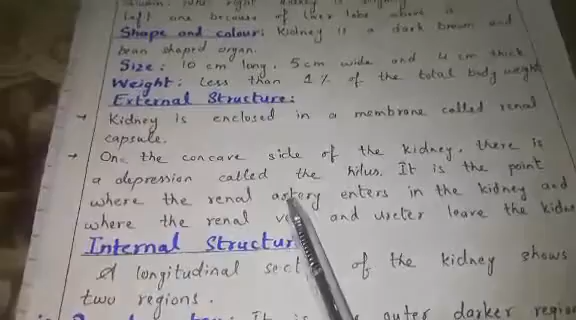 left one because of liver lobe above it
Shape and colour: Kidney is a dark brown and
bean shaped organ.
Size: 10 cm long, 5 cm wide and 4 cm thick
Weight: Less than 1% of the total body weight
External Structure:
→ Kidney is enclosed in a membrane called renal
capsule.
→ On the concave side of the kidney, there is
a depression called the hilus. It is the point
where the renal astery enters in the kidney and
where the renal and ureter leave the
Internal Structur
A longitudinal sect of the kidney shows
two regions.
It is outer darker region